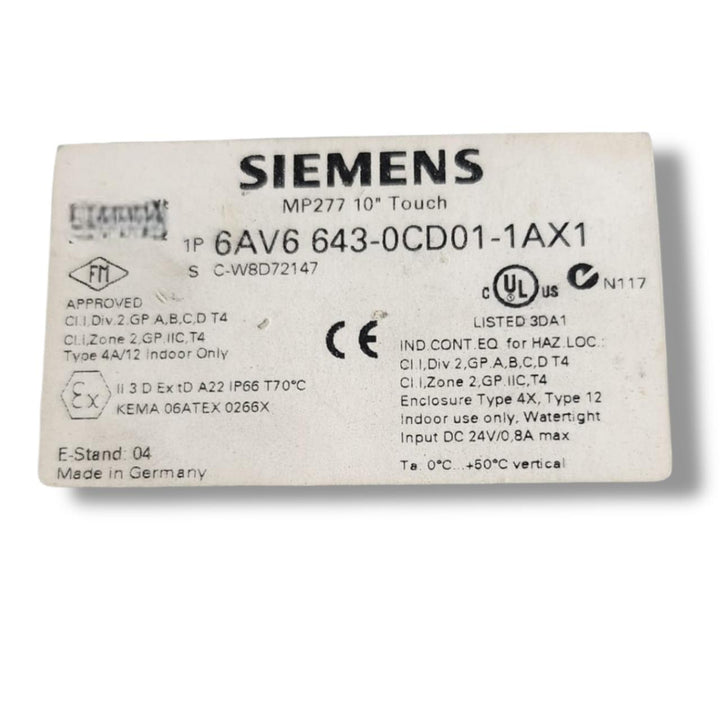 SIEMENS
MP277 10" Touch
1P 6AV6 643-0CD01-1AX1
S C-W8D72147
FM
APPROVED
Cl.I,Div.2,GP.A,B,C,D T4
Cl.I,Zone 2,GP.IIC,T4
Type 4A/12 Indoor Only
Ex II 3 D Ex tD A22 IP66 T70°C
KEMA 06ATEX 0266X
E-Stand: 04
Made in Germany
CE
c UL us N117
LISTED 3DA1
IND.CONT.EQ. for HAZ.LOC.:
Cl.I,Div.2,GP.A,B,C,D T4
Cl.I,Zone 2,GP.IIC,T4
Enclosure Type 4X, Type 12
Indoor use only, Watertight
Input DC 24V/0,8A max
Ta 0°C...+50°C vertical